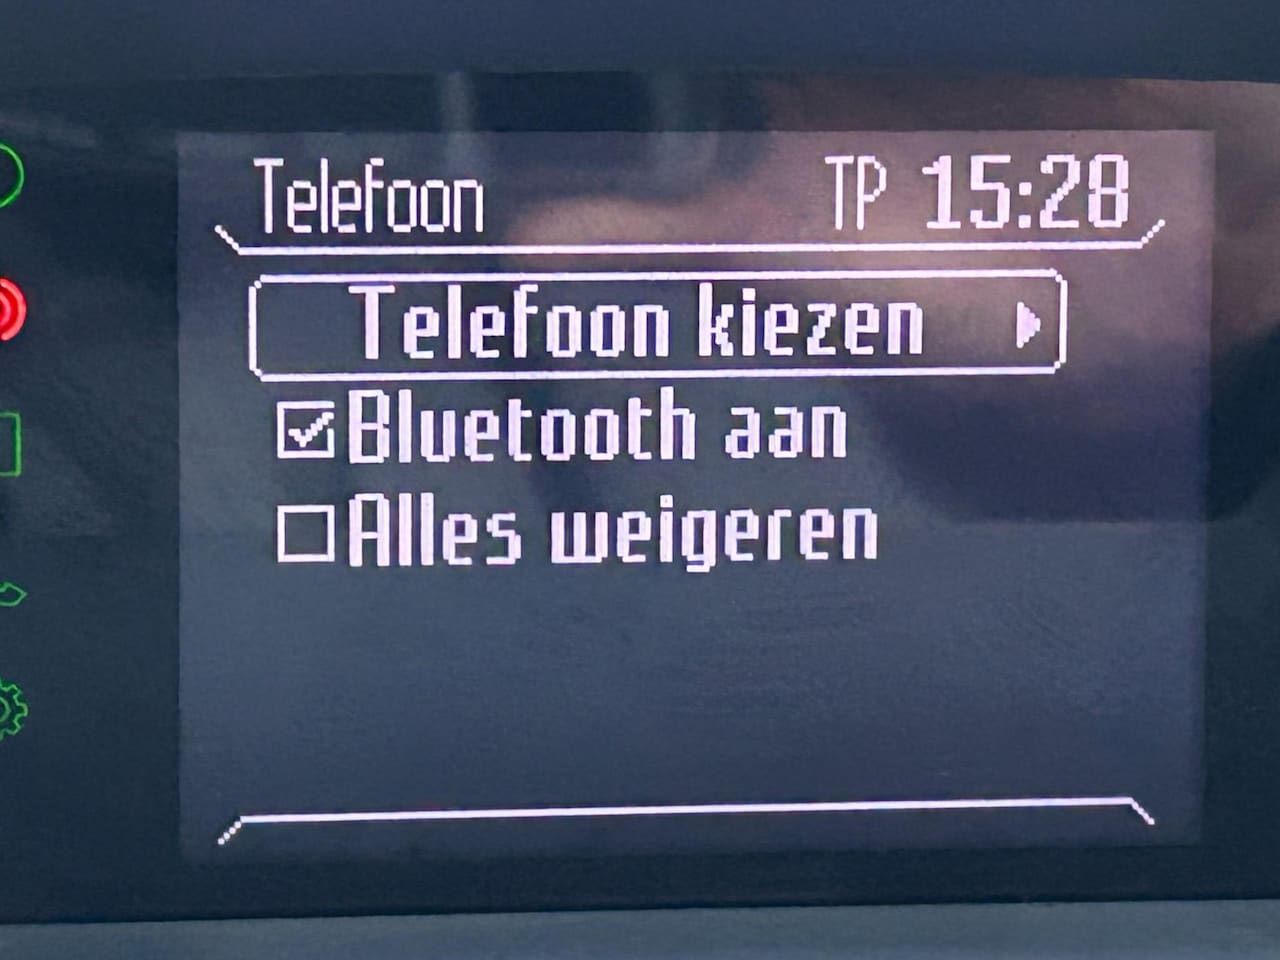 Telefoon TP 15:28
Telefoon kiezen
Bluetooth aan
Alles weigeren